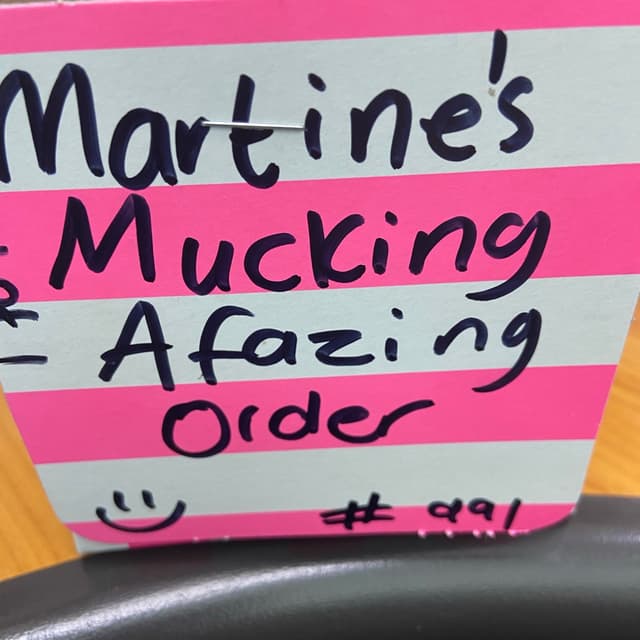 Martine's
Mucking
Afazing
Order
# 991